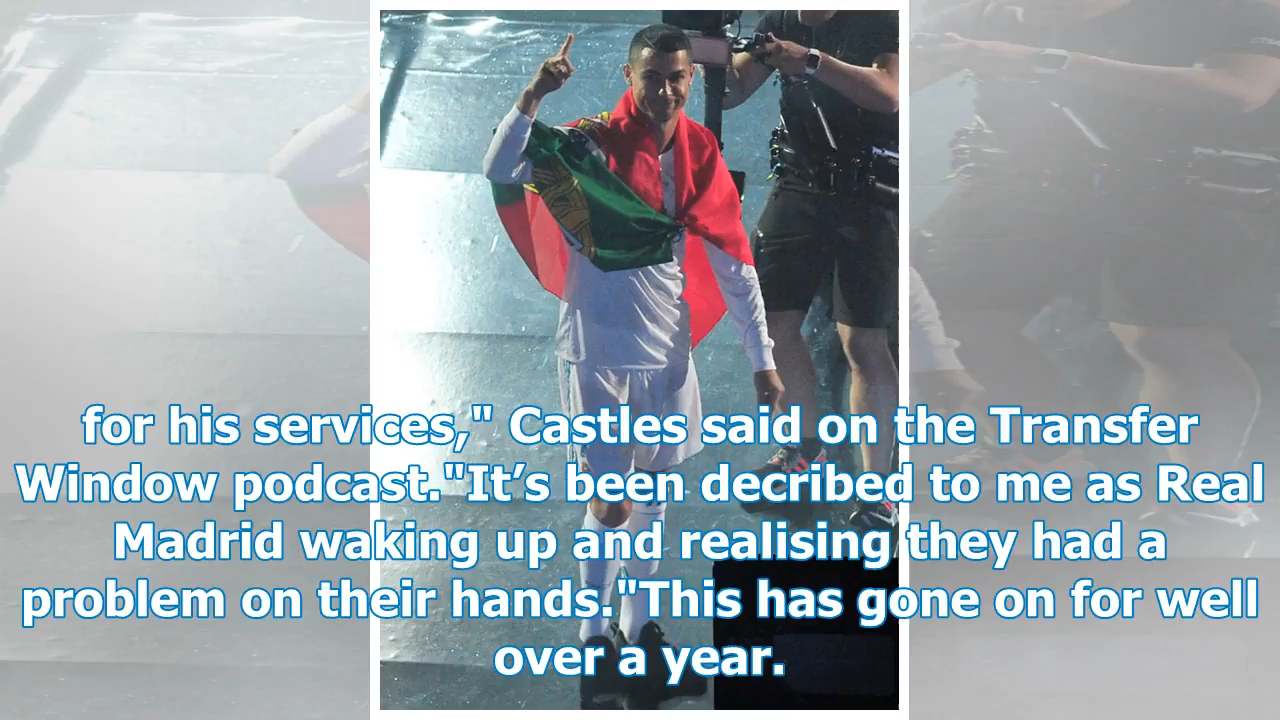 for his services," Castles said on the Transfer
Window podcast."It’s been decribed to me as Real
Madrid waking up and realising they had a
problem on their hands."This has gone on for well
over a year.